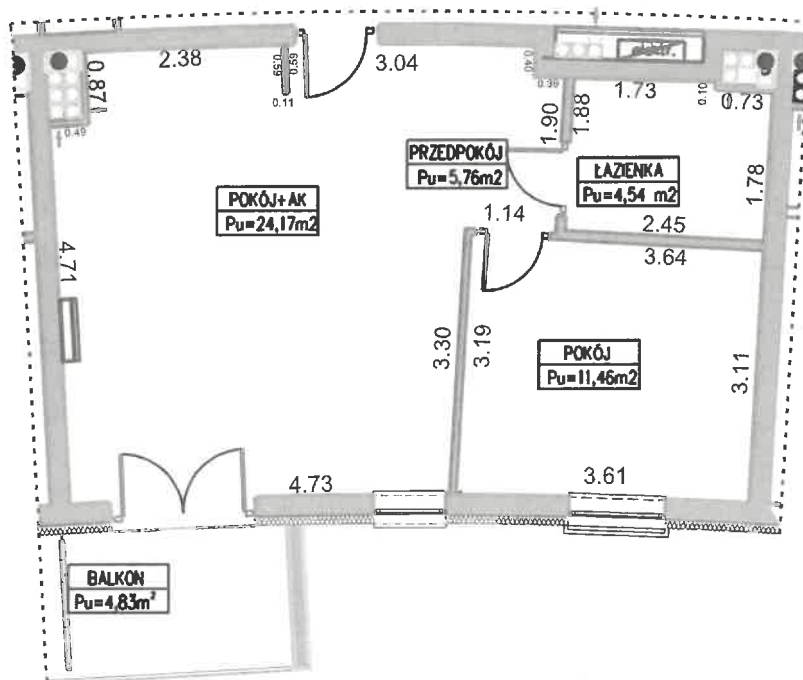 2.38
3.04
0.59
0.59
0.11
0.87
0.49
0.40
0.39
1.73
0.10
0.73
1.90
1.88
1.78
PRZEDPOKÓJ
Pu=5,76m2
ŁAZIENKA
Pu=4,54 m2
POKÓJ+AK
Pu=24,17m2
1.14
2.45
3.64
4.71
3.30
3.19
POKÓJ
Pu=11,46m2
3.11
4.73
3.61
BALKON
Pu=4,83m²